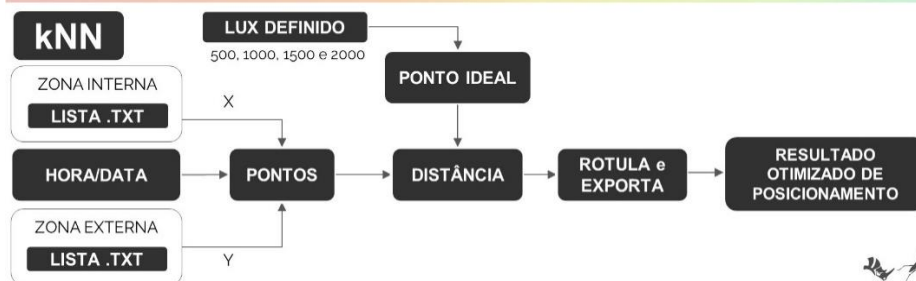 kNN
LUX DEFINIDO
500, 1000, 1500 e 2000
ZONA INTERNA
LISTA .TXT
X
PONTO IDEAL
HORA/DATA
PONTOS
DISTÂNCIA
ROTULA e
EXPORTA
RESULTADO
OTIMIZADO DE
POSICIONAMENTO
ZONA EXTERNA
LISTA .TXT
Y